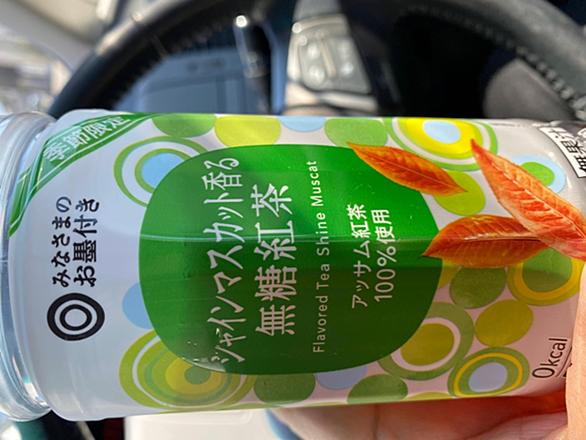 季節限定
みなさまの
お墨付き
シャインマスカット香る
無糖紅茶
Flavored Tea Shine Muscat
アッサム紅茶
100%使用
0kcal